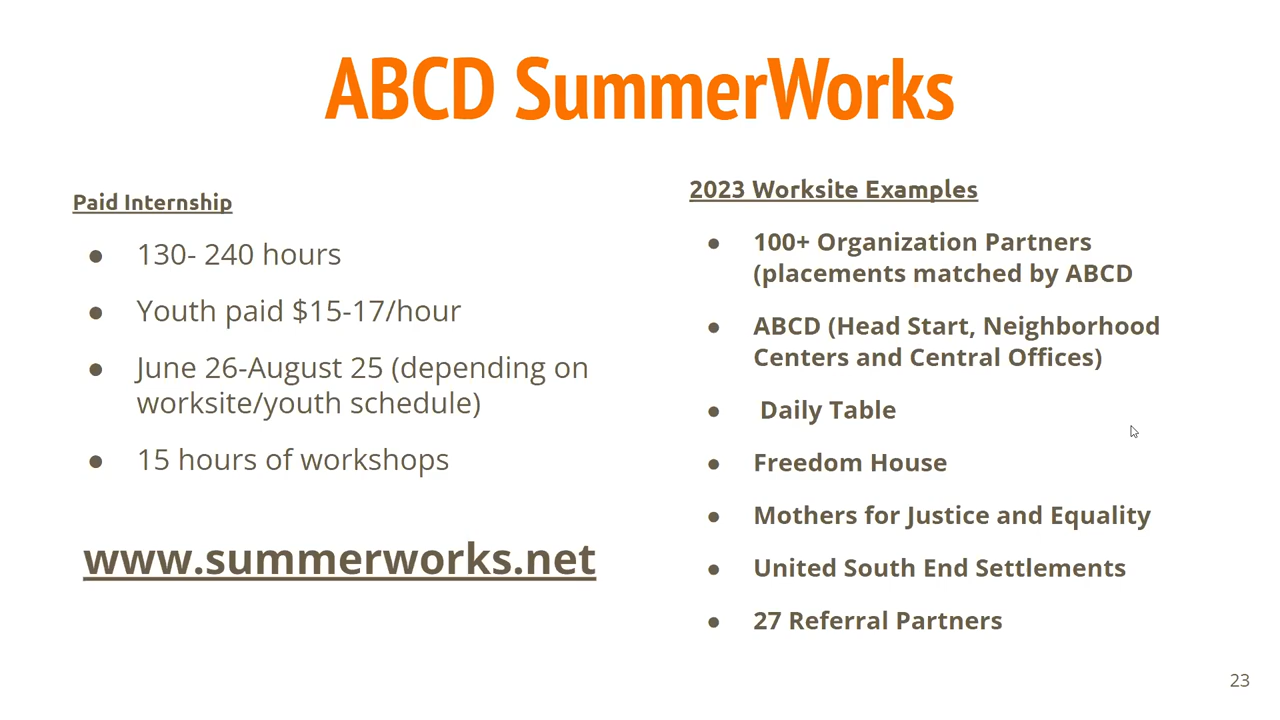 ABCD SummerWorks
Paid Internship
● 130- 240 hours
● Youth paid $15-17/hour
● June 26-August 25 (depending on
worksite/youth schedule)
● 15 hours of workshops
www.summerworks.net
2023 Worksite Examples
● 100+ Organization Partners
(placements matched by ABCD
● ABCD (Head Start, Neighborhood
Centers and Central Offices)
● Daily Table
● Freedom House
● Mothers for Justice and Equality
● United South End Settlements
● 27 Referral Partners
23